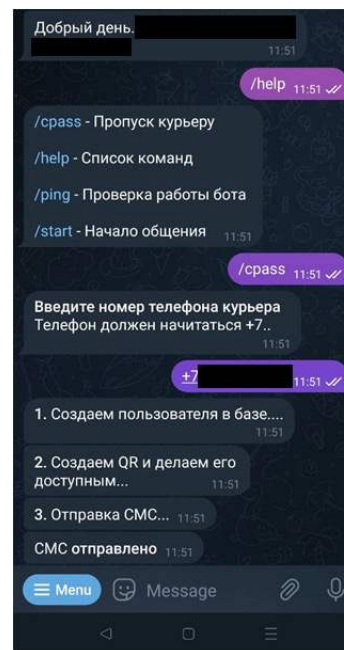 Добрый день.
11:51
/help 11:51
/cpass - Пропуск курьеру
/help - Список команд
/ping - Проверка работы бота
/start - Начало общения 11:51
/cpass 11:51
Введите номер телефона курьера
Телефон должен начитаться +7..
11:51
+7 11:51
1. Создаем пользователя в базе....
11:51
2. Создаем QR и делаем его
доступным... 11:51
3. Отправка СМС... 11:51
СМС отправлено 11:51
Menu Message